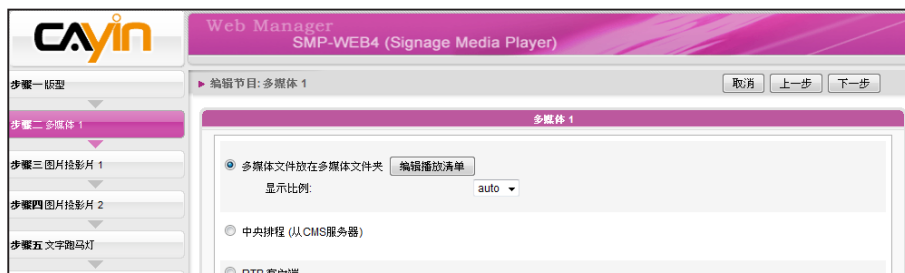 CAYIN
Web Manager
SMP-WEB4 (Signage Media Player)
步骤一 版型
步骤二 多媒体 1
步骤三 图片投影片 1
步骤四 图片投影片 2
步骤五 文字跑马灯
编辑节目: 多媒体 1
取消 上一步 下一步
多媒体 1
多媒体文件放在多媒体文件夹 编辑播放清单
显示比例: auto
中央排程 (从CMS服务器)
RTB 客户端